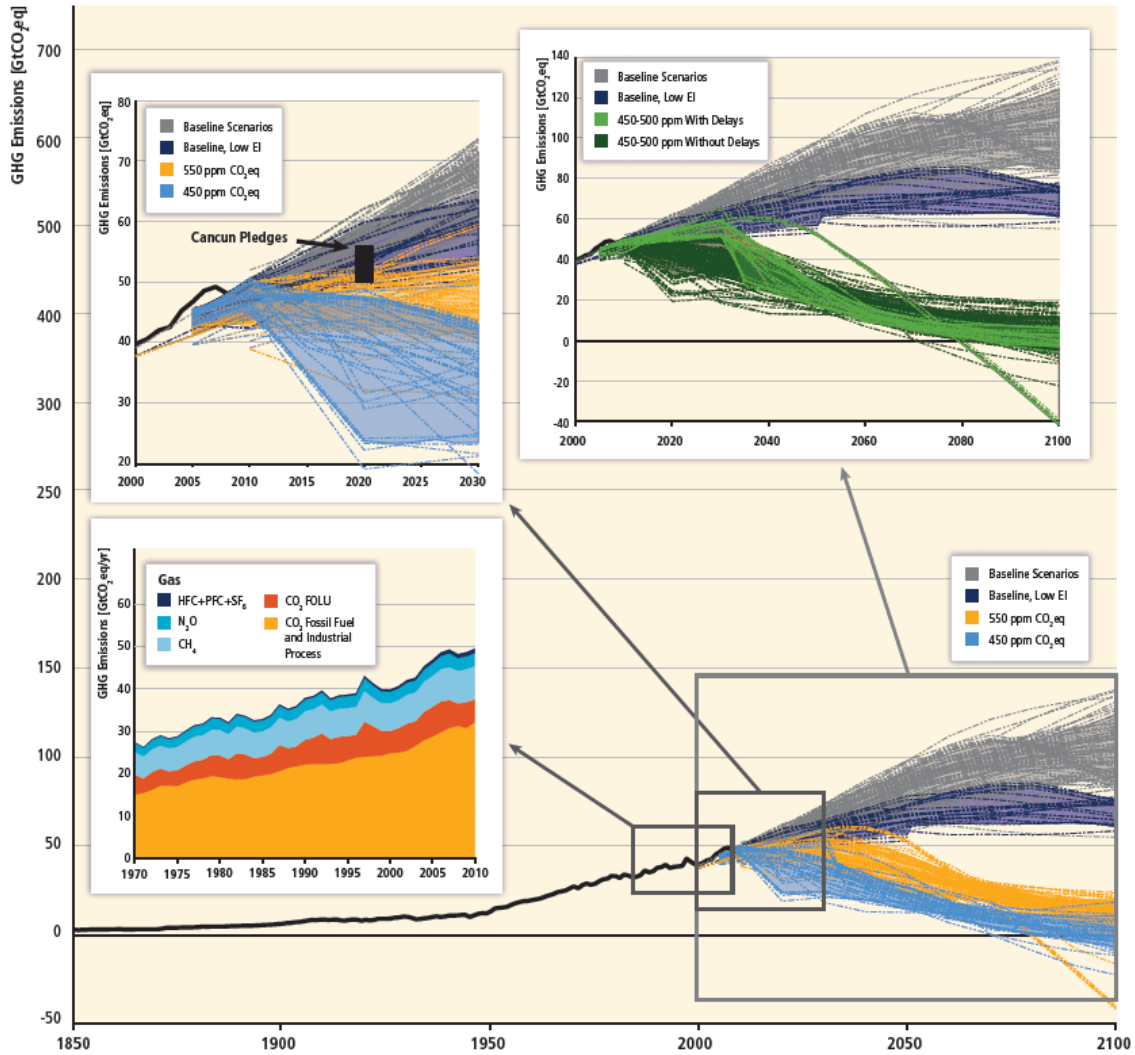 GHG Emissions [GtCO2eq]
700
600
500
400
300
250
200
150
100
50
0
-50
1850
1900
1950
2000
2050
2100
GHG Emissions [GtCO2eq]
80
70
60
50
40
30
20
2000
2005
2010
2015
2020
2025
2030
Baseline Scenarios
Baseline, Low EI
550 ppm CO2eq
450 ppm CO2eq
Cancun Pledges
GHG Emissions [GtCO2eq]
140
120
100
80
60
40
20
0
-20
-40
2000
2020
2040
2060
2080
2100
Baseline Scenarios
Baseline, Low EI
450-500 ppm With Delays
450-500 ppm Without Delays
GHG Emissions [GtCO2eq/yr]
60
50
40
30
20
10
0
1970
1975
1980
1985
1990
1995
2000
2005
2010
Gas
HFC+PFC+SF6
N2O
CH4
CO2 FOLU
CO2 Fossil Fuel
and Industrial
Process
Baseline Scenarios
Baseline, Low EI
550 ppm CO2eq
450 ppm CO2eq